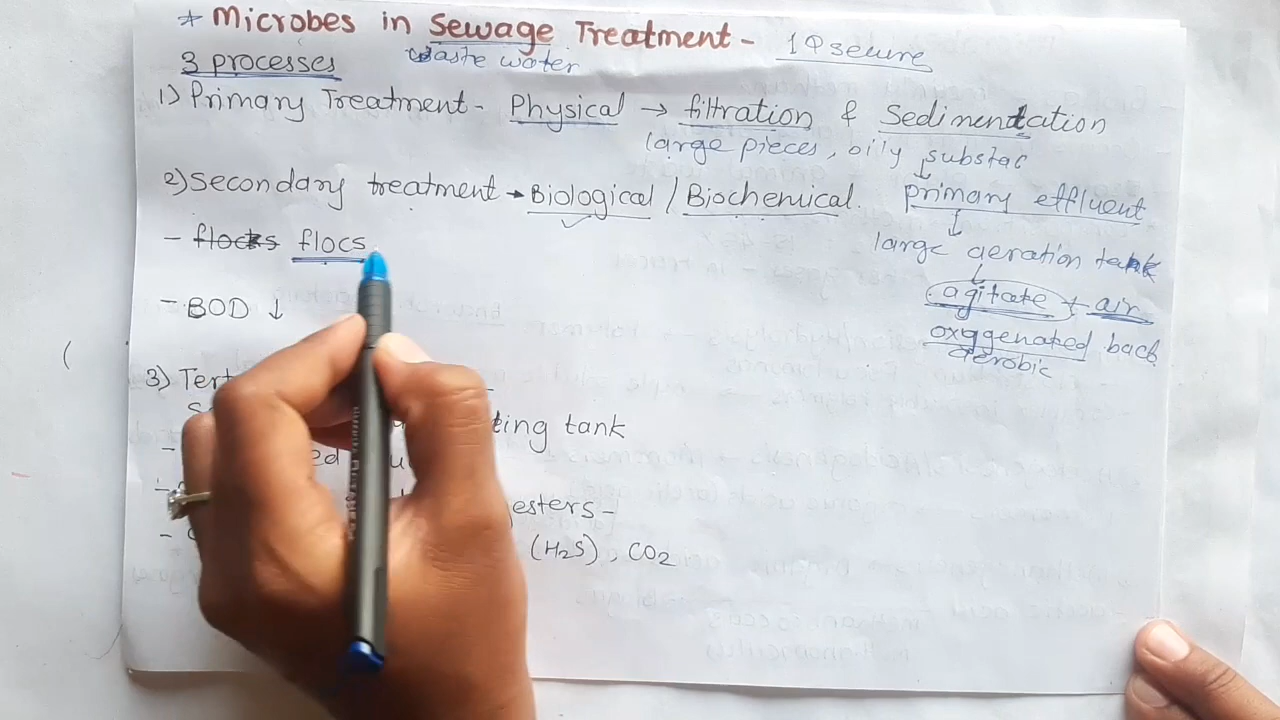 * Microbes in Sewage Treatment - 1Q secure
3 processes waste water
1) Primary Treatment - Physical → filtration & Sedimentation
large pieces, oily substac
↓
2) Secondary treatment → Biological / Biochemical. primary effluent
↓
- flocks flocs large aeration tank
↓
- BOD ↓ agitate + air
oxygenated back
aerobic
3) Tert
ting tank
esters -
(H2S), CO2